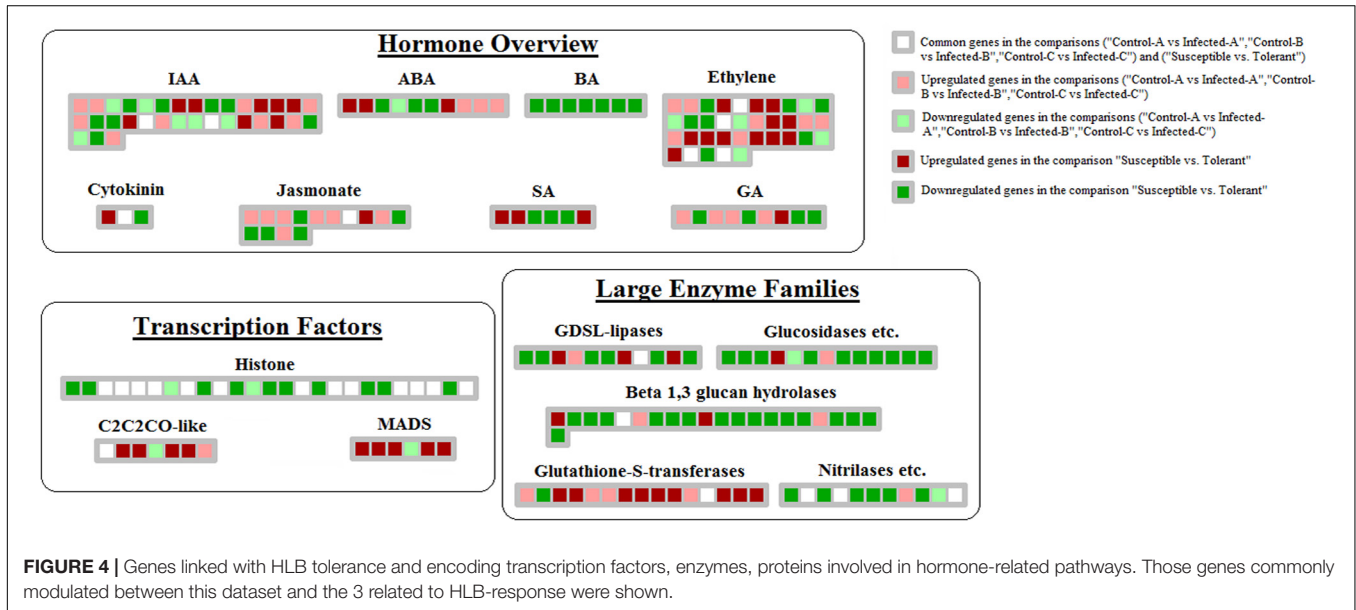 Hormone Overview
IAA
ABA
BA
Ethylene
Cytokinin
Jasmonate
SA
GA
Common genes in the comparisons ("Control-A vs Infected-A","Control-B
vs Infected-B","Control-C vs Infected-C") and ("Susceptible vs. Tolerant")
Upregulated genes in the comparisons ("Control-A vs Infected-A","Control-
B vs Infected-B","Control-C vs Infected-C")
Downregulated genes in the comparisons ("Control-A vs Infected-
A","Control-B vs Infected-B","Control-C vs Infected-C")
Upregulated genes in the comparison "Susceptible vs. Tolerant"
Downregulated genes in the comparison "Susceptible vs. Tolerant"
Transcription Factors
Histone
C2C2CO-like
MADS
Large Enzyme Families
GDSL-lipases
Glucosidases etc.
Beta 1,3 glucan hydrolases
Glutathione-S-transferases
Nitrilases etc.
FIGURE 4 | Genes linked with HLB tolerance and encoding transcription factors, enzymes, proteins involved in hormone-related pathways. Those genes commonly
modulated between this dataset and the 3 related to HLB-response were shown.